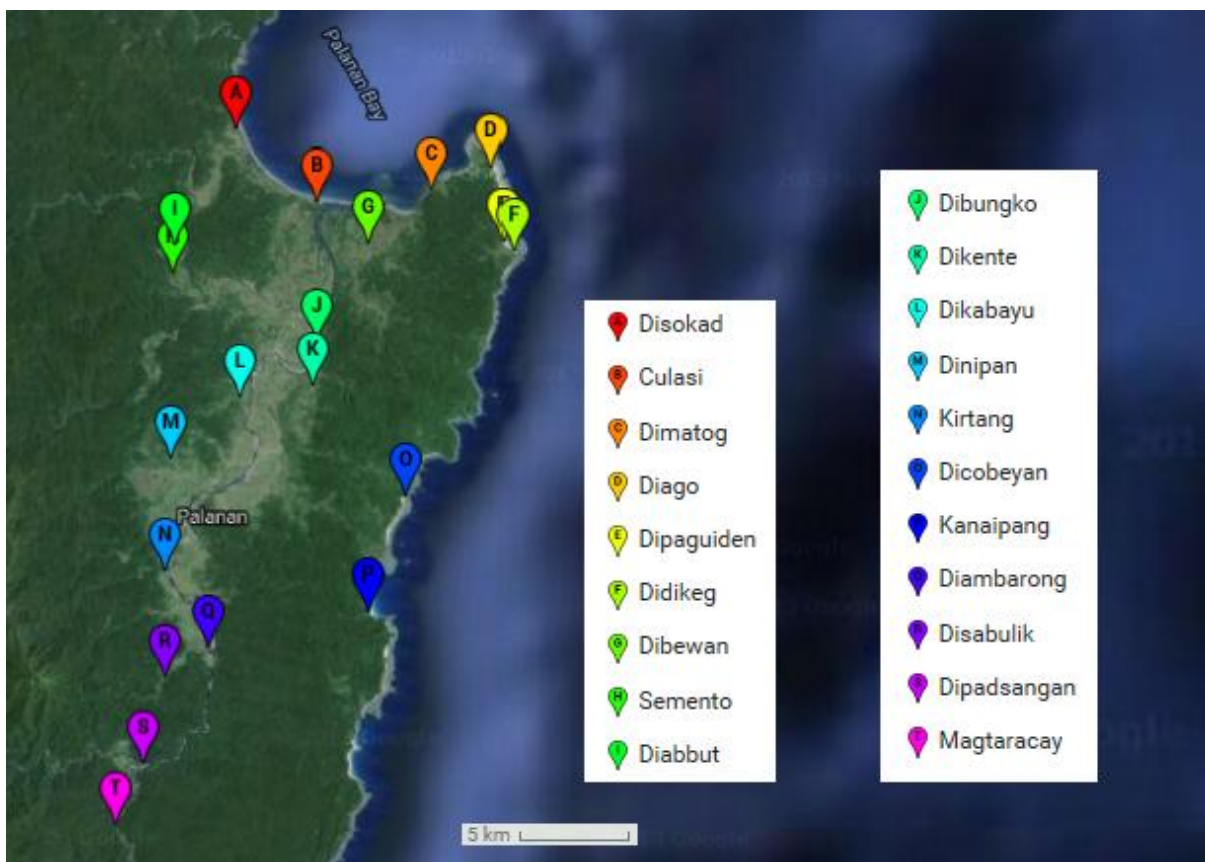 Palanan Bay
A
D
C
B
G
F
I
J
K
L
M
O
Palanan
N
P
Q
R
S
T
5 km
A Disokad
B Culasi
C Dimatog
D Diago
E Dipaguiden
F Didikeg
G Dibewan
H Semento
I Diabbut
J Dibungko
K Dikente
L Dikabayu
M Dinipan
N Kirtang
O Dicobeyan
Kanaipang
Diambarong
Disabulik
Dipadsangan
Magtaracay